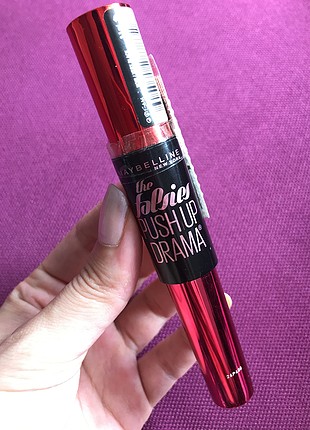 MAYBELLINE
NEW YORK
the
falsies
PUSH UP
DRAMA®